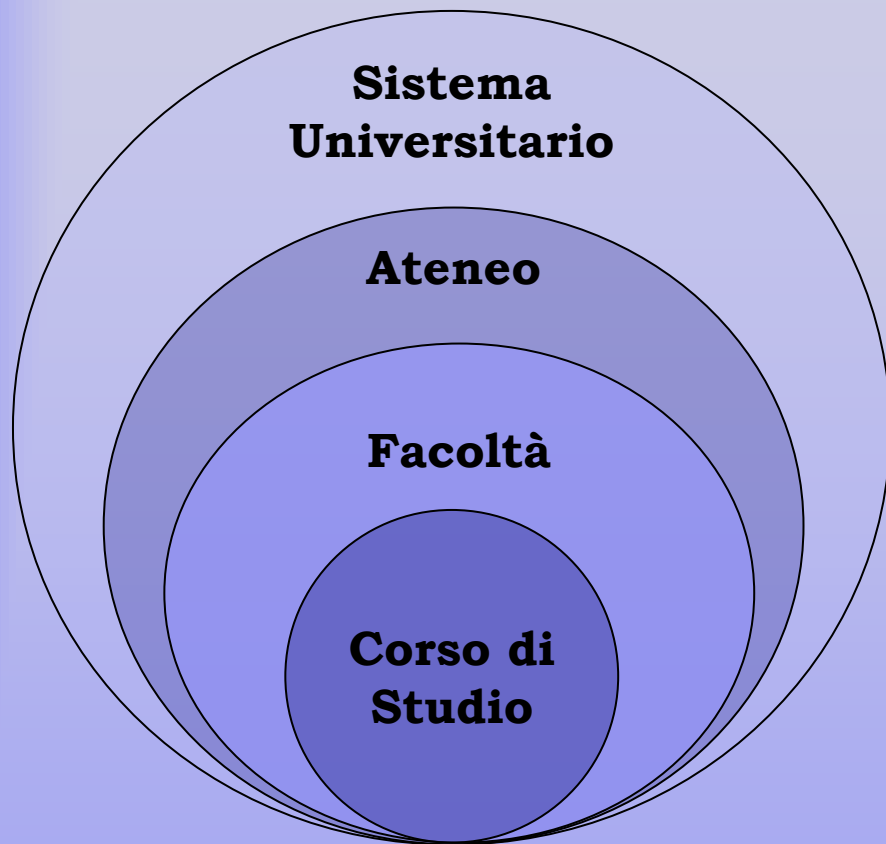 Sistema
Universitario
Ateneo
Facoltà
Corso di
Studio